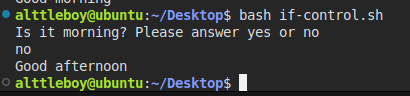 Good morning
alttleboy@ubuntu:~/Desktop$ bash if-control.sh
Is it morning? Please answer yes or no
no
Good afternoon
alttleboy@ubuntu:~/Desktop$